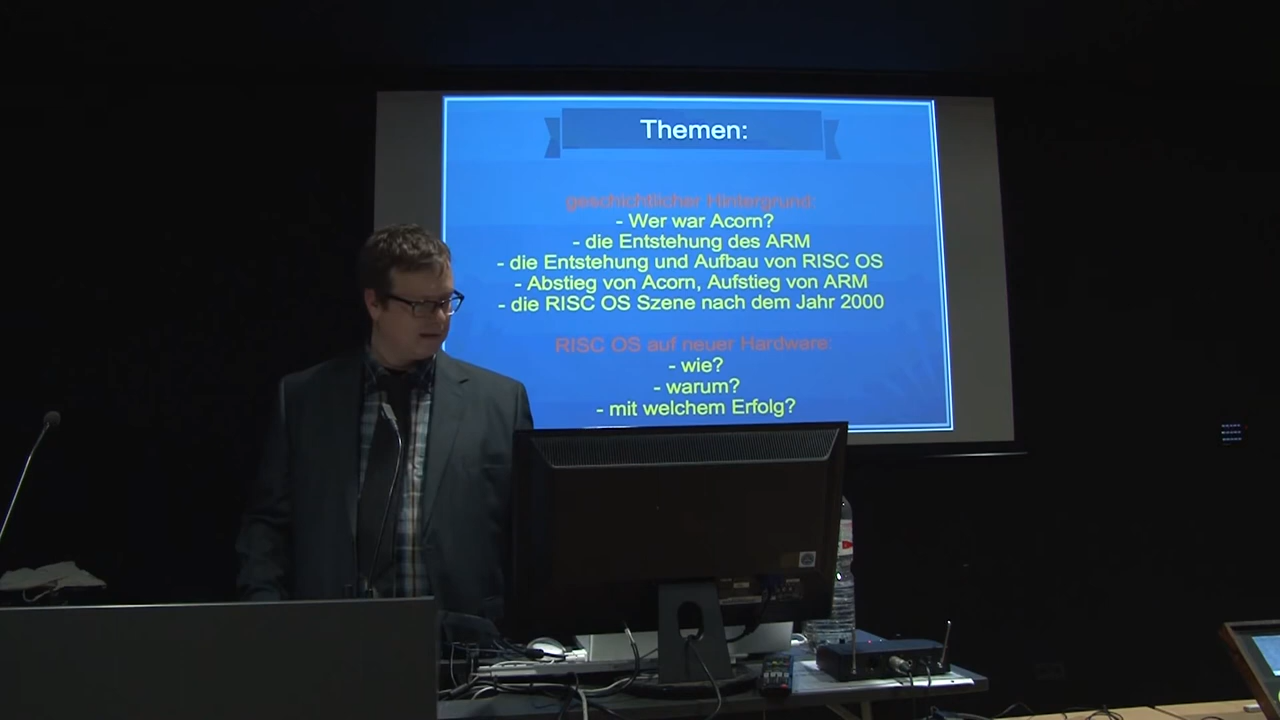 Themen:
geschichtlicher Hintergrund:
- Wer war Acorn?
- die Entstehung des ARM
- die Entstehung und Aufbau von RISC OS
- Abstieg von Acorn, Aufstieg von ARM
- die RISC OS Szene nach dem Jahr 2000
RISC OS auf neuer Hardware:
- wie?
- warum?
- mit welchem Erfolg?